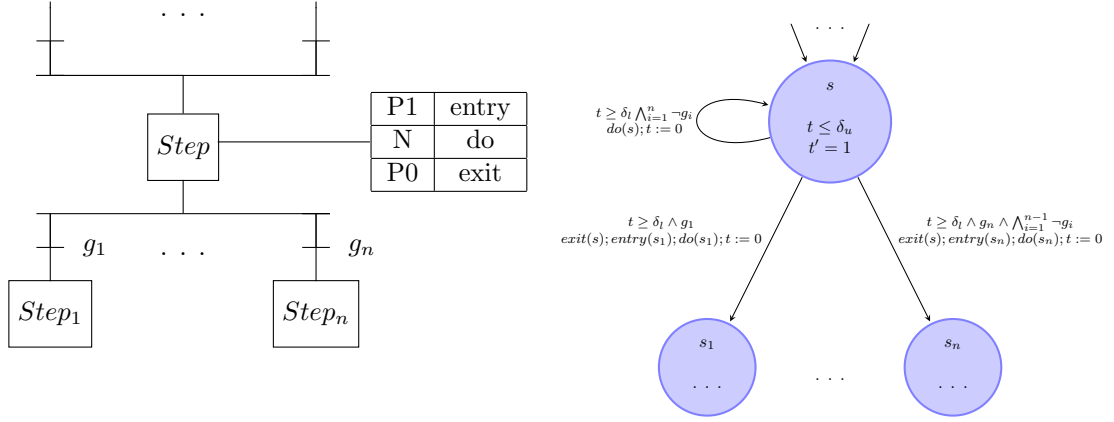 . . .
P1 entry
Step N do
P0 exit
g₁ . . . gₙ
Step₁ Stepₙ
. . .
s
t ≤ δᵤ
t′ = 1
t ≥ δₗ ⋀ⁿᵢ₌₁ ¬gᵢ
do(s); t := 0
t ≥ δₗ ∧ g₁
exit(s); entry(s₁); do(s₁); t := 0
t ≥ δₗ ∧ gₙ ∧ ⋀ⁿ⁻¹ᵢ₌₁ ¬gᵢ
exit(s); entry(sₙ); do(sₙ); t := 0
s₁
. . .
. . .
sₙ
. . .